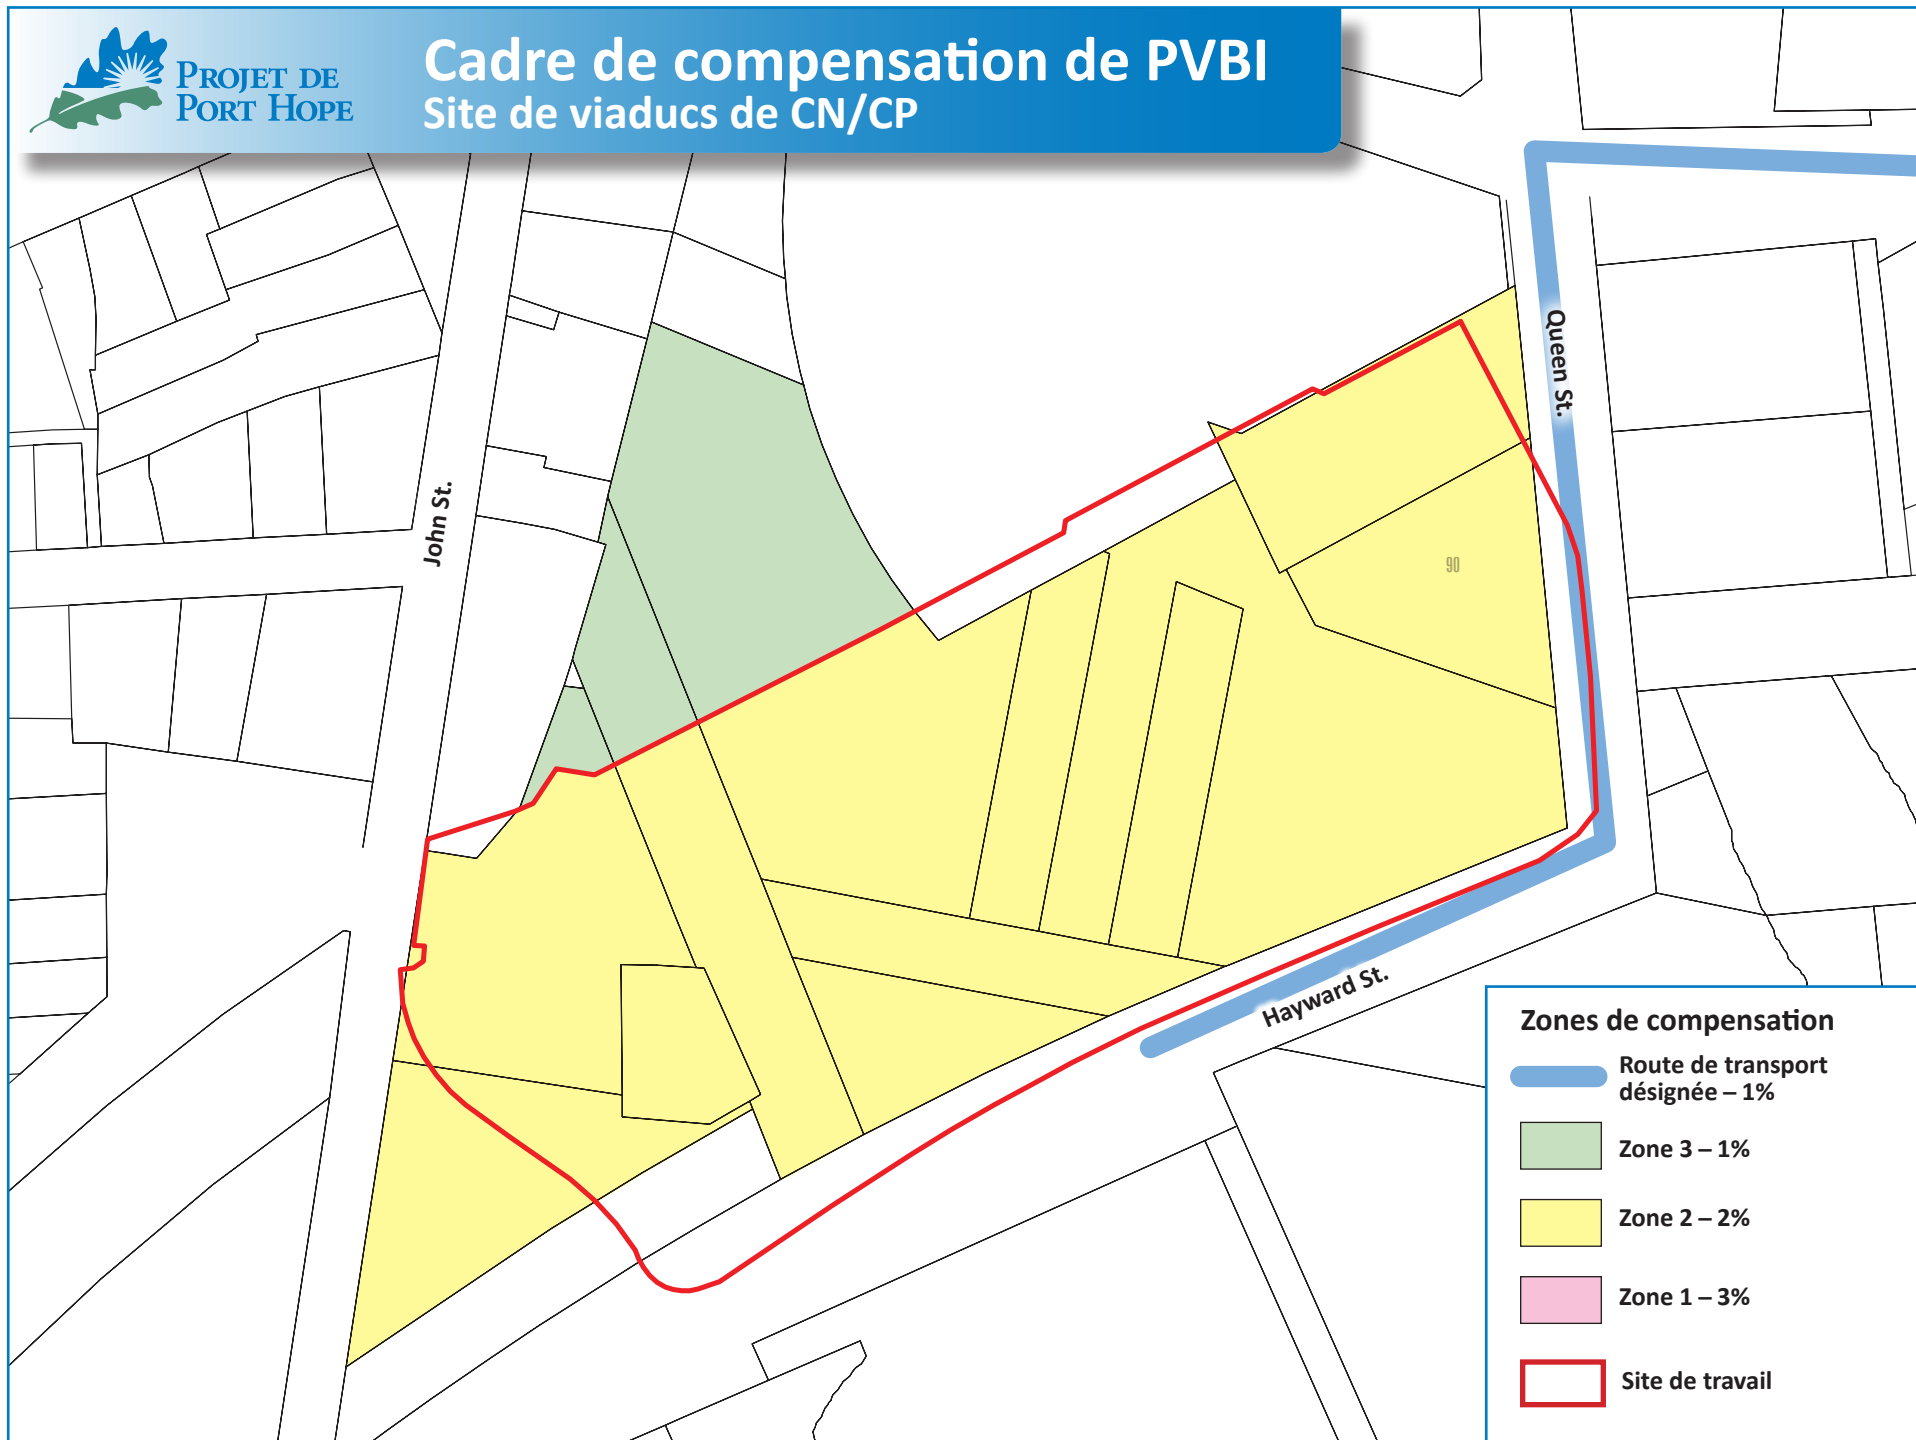 PROJET DE
PORT HOPE
Cadre de compensation de PVBI
Site de viaducs de CN/CP
Queen St.
John St.
90
Hayward St.
Zones de compensation
Route de transport
désignée – 1%
Zone 3 – 1%
Zone 2 – 2%
Zone 1 – 3%
Site de travail